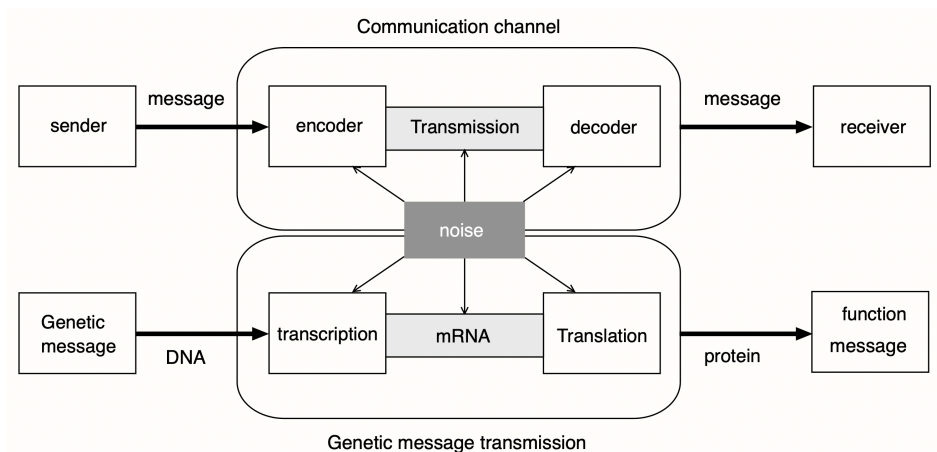 Communication channel
message
message
sender
encoder
Transmission
decoder
receiver
noise
Genetic
message
DNA
transcription
mRNA
Translation
protein
function
message
Genetic message transmission